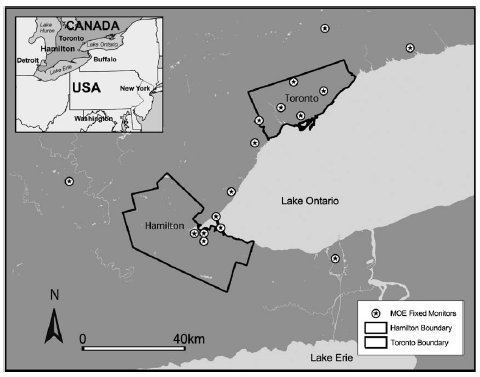 CANADA
Lake
Huron
Toronto
Hamilton
Lake Ontario
Detroit
Buffalo
Lake Erie
USA
New York
Washington
Toronto
Lake Ontario
Hamilton
N
0 40km
MOE Fixed Monitors
Hamilton Boundary
Toronto Boundary
Lake Erie